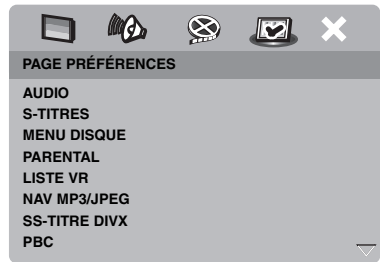 PAGE PRÉFÉRENCES
AUDIO
S-TITRES
MENU DISQUE
PARENTAL
LISTE VR
NAV MP3/JPEG
SS-TITRE DIVX
PBC